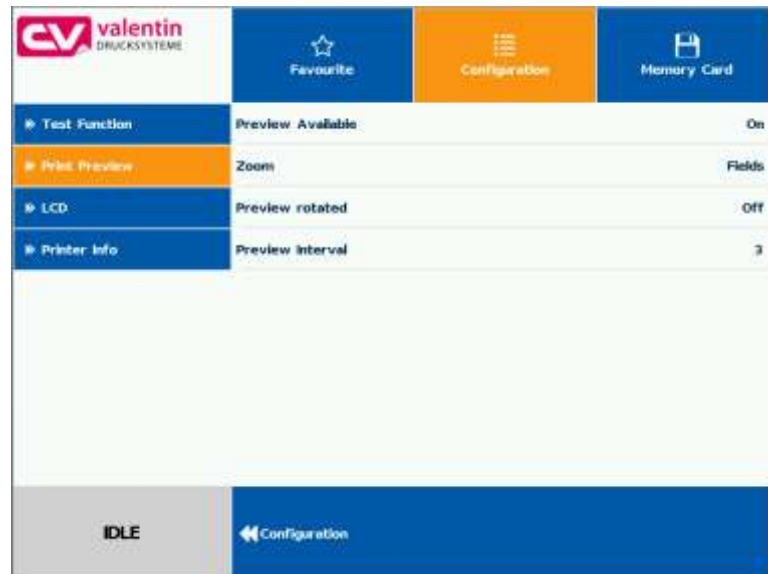 CV valentin
DRUCKSYSTEME
Favourite
Configuration
Memory Card
Test Function
Preview Available On
Print Preview
Zoom Fields
LCD
Preview rotated Off
Printer Info
Preview Interval 3
IDLE
Configuration